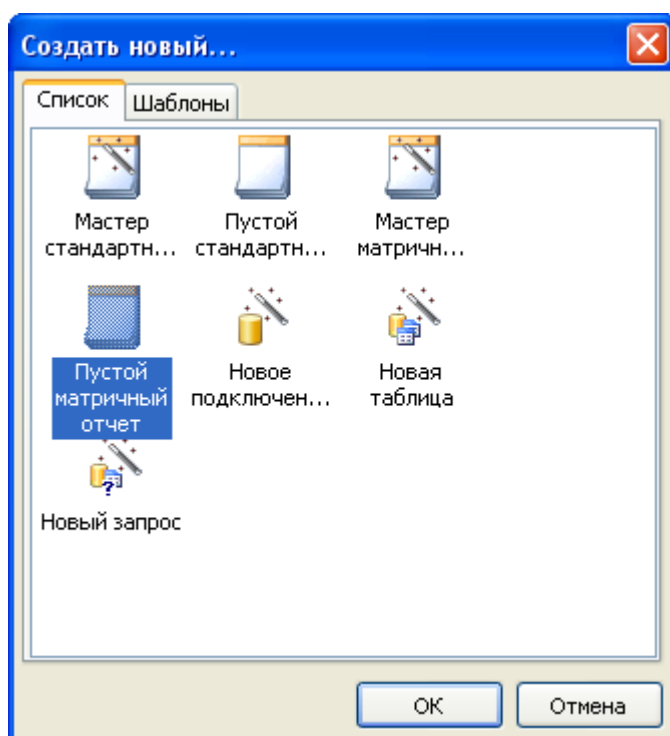 Создать новый...
Список Шаблоны
Мастер стандартн...
Пустой стандартн...
Мастер матричн...
Пустой матричный отчет
Новое подключен...
Новая таблица
Новый запрос
ОК Отмена